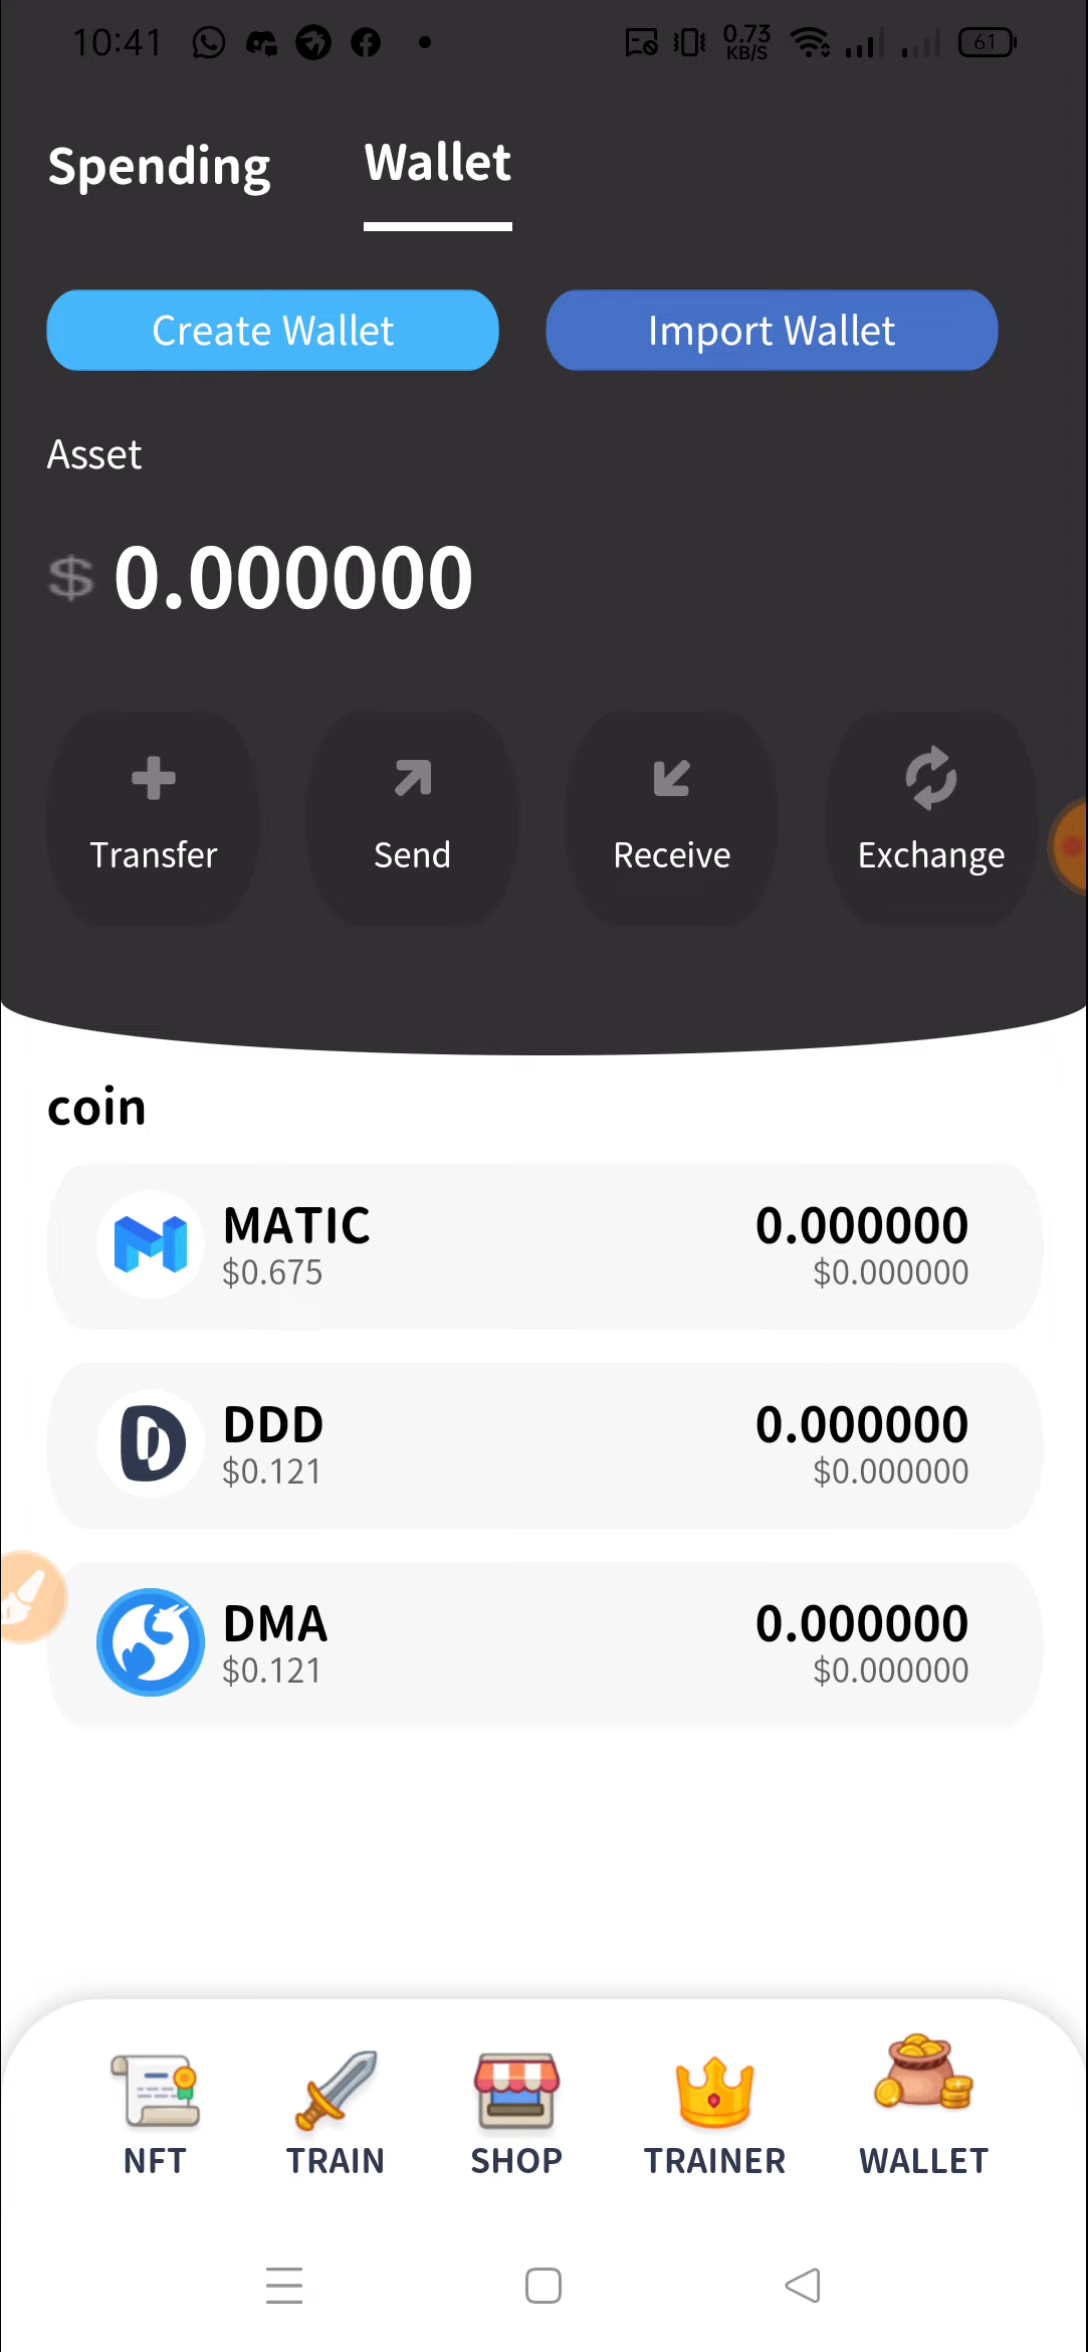 10:41
0.73
KB/S
61
Spending Wallet
Create Wallet Import Wallet
Asset
$ 0.000000
Transfer Send Receive Exchange
coin
MATIC 0.000000
$0.675 $0.000000
DDD 0.000000
$0.121 $0.000000
DMA 0.000000
$0.121 $0.000000
NFT TRAIN SHOP TRAINER WALLET